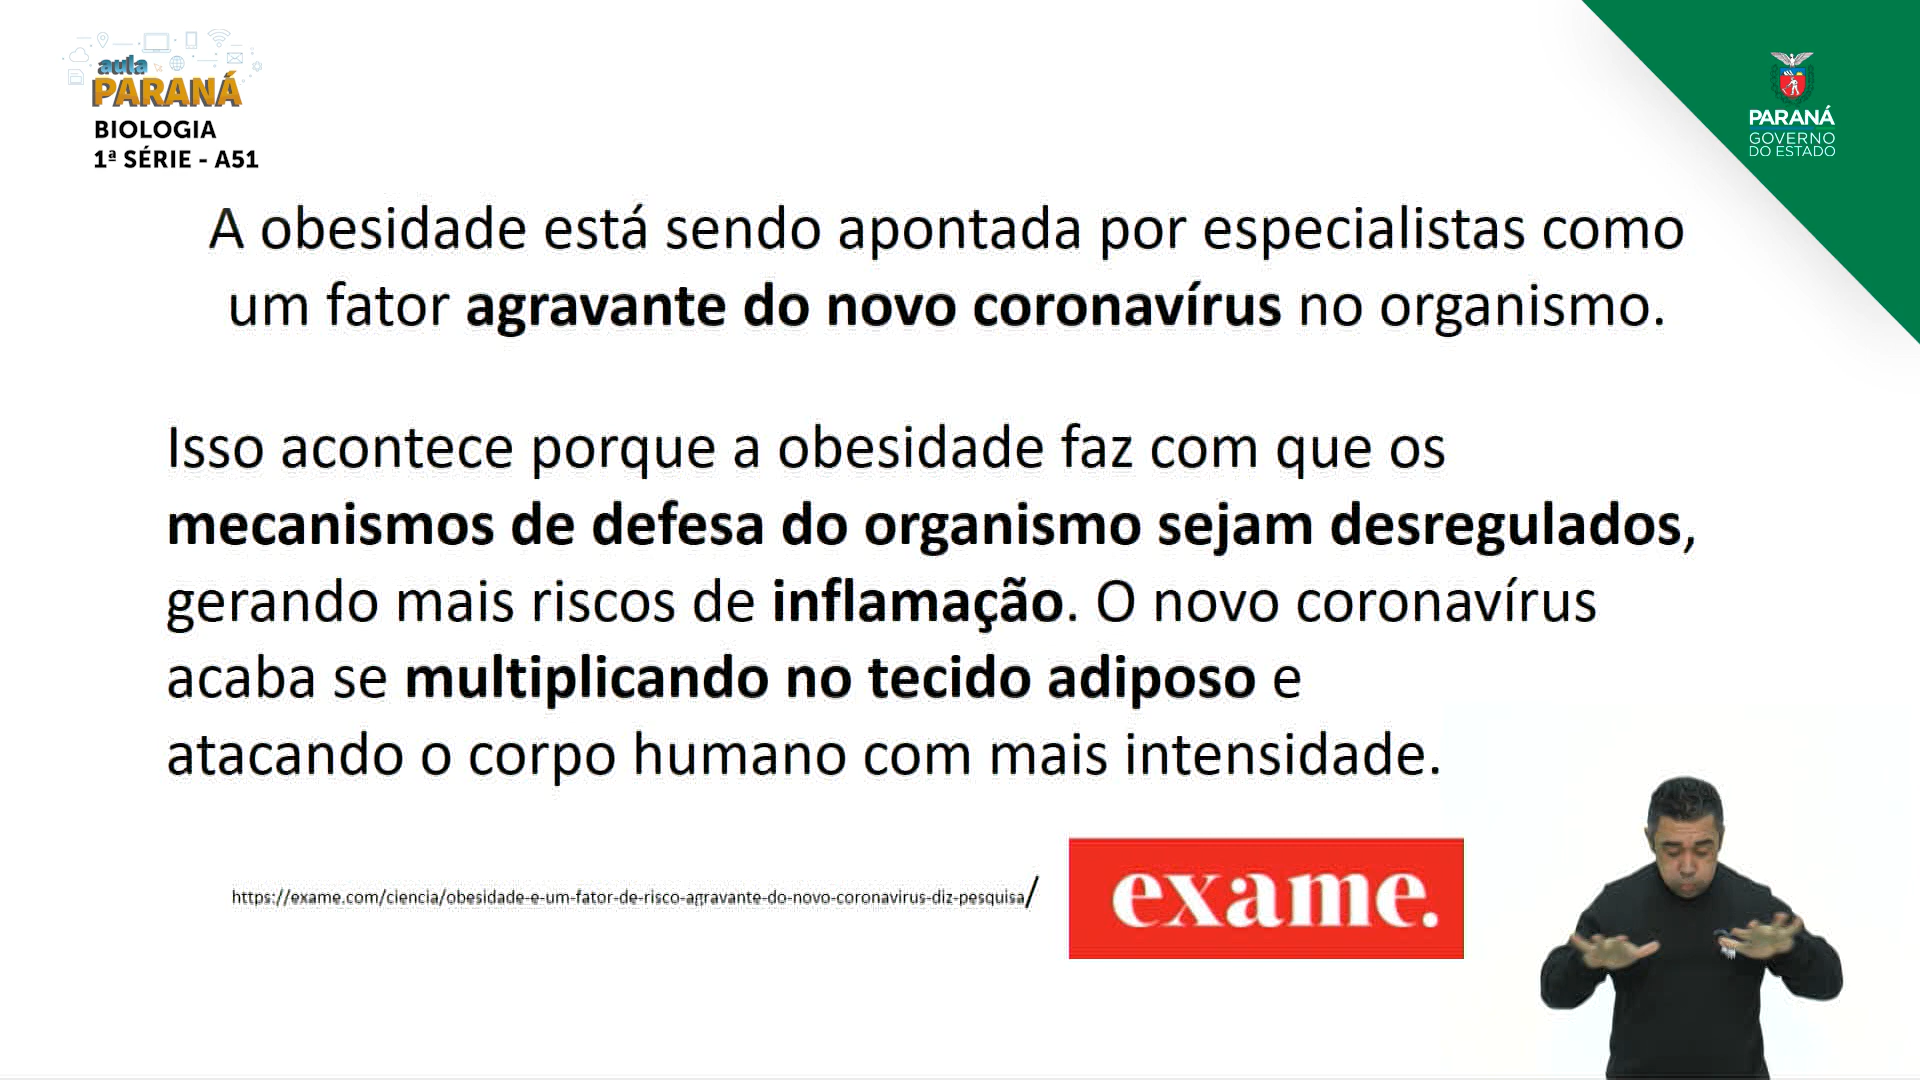 aula
PARANÁ
BIOLOGIA
1ª SÉRIE - A51
PARANÁ
GOVERNO
DO ESTADO
A obesidade está sendo apontada por especialistas como
um fator agravante do novo coronavírus no organismo.
Isso acontece porque a obesidade faz com que os
mecanismos de defesa do organismo sejam desregulados,
gerando mais riscos de inflamação. O novo coronavírus
acaba se multiplicando no tecido adiposo e
atacando o corpo humano com mais intensidade.
https://exame.com/ciencia/obesidade-e-um-fator-de-risco-agravante-do-novo-coronavirus-diz-pesquisa/
exame.